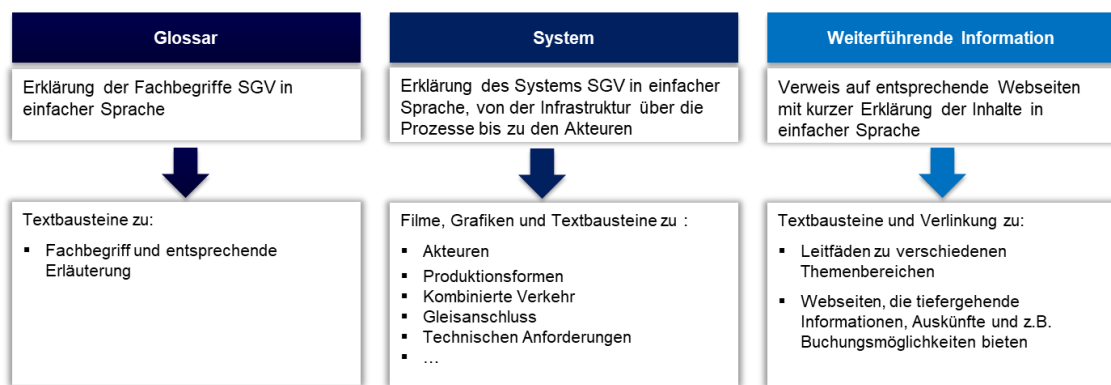 Glossar
Erklärung der Fachbegriffe SGV in
einfacher Sprache
Textbausteine zu:
▪ Fachbegriff und entsprechende
Erläuterung
System
Erklärung des Systems SGV in einfacher
Sprache, von der Infrastruktur über die
Prozesse bis zu den Akteuren
Filme, Grafiken und Textbausteine zu :
▪ Akteuren
▪ Produktionsformen
▪ Kombinierte Verkehr
▪ Gleisanschluss
▪ Technischen Anforderungen
▪ …
Weiterführende Information
Verweis auf entsprechende Webseiten
mit kurzer Erklärung der Inhalte in
einfacher Sprache
Textbausteine und Verlinkung zu:
▪ Leitfäden zu verschiedenen
Themenbereichen
▪ Webseiten, die tiefergehende
Informationen, Auskünfte und z.B.
Buchungsmöglichkeiten bieten